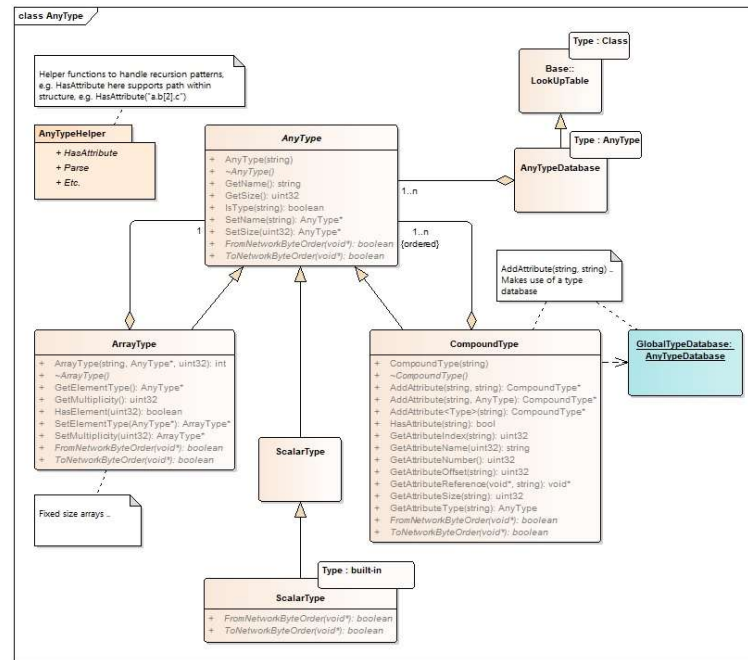 class AnyType
Type : Class
Base::
LookUpTable
Helper functions to handle recursion patterns,
e.g. HasAttribute here supports path within
structure, e.g. HasAttribute("a.b[2].c")
AnyTypeHelper
+ HasAttribute
+ Parse
+ Etc.
AnyType
+ AnyType(string)
+ ~AnyType()
+ GetName(): string
+ GetSize(): uint32
+ IsType(string): boolean
+ SetName(string): AnyType*
+ SetSize(uint32): AnyType*
+ FromNetworkByteOrder(void*): boolean
+ ToNetworkByteOrder(void*): boolean
Type : AnyType
AnyTypeDatabase
1..n
1
1..n
{ordered}
AddAttribute(string, string) ..
Makes use of a type
database
ArrayType
+ ArrayType(string, AnyType*, uint32): int
+ ~ArrayType()
+ GetElementType(): AnyType*
+ GetMultiplicity(): uint32
+ HasElement(uint32): boolean
+ SetElementType(AnyType*): ArrayType*
+ SetMultiplicity(uint32): ArrayType*
+ FromNetworkByteOrder(void*): boolean
+ ToNetworkByteOrder(void*): boolean
CompoundType
+ CompoundType(string)
+ ~CompoundType()
+ AddAttribute(string, string): CompoundType*
+ AddAttribute(string, AnyType): CompoundType*
+ AddAttribute<Type>(string): CompoundType*
+ HasAttribute(string): bool
+ GetAttributeIndex(string): uint32
+ GetAttributeName(uint32): string
+ GetAttributeNumber(): uint32
+ GetAttributeOffset(string): uint32
+ GetAttributeReference(void*, string): void*
+ GetAttributeSize(string): uint32
+ GetAttributeType(string): AnyType
+ FromNetworkByteOrder(void*): boolean
+ ToNetworkByteOrder(void*): boolean
GlobalTypeDatabase:
AnyTypeDatabase
ScalarType
Fixed size arrays ..
Type : built-in
ScalarType
+ FromNetworkByteOrder(void*): boolean
+ ToNetworkByteOrder(void*): boolean